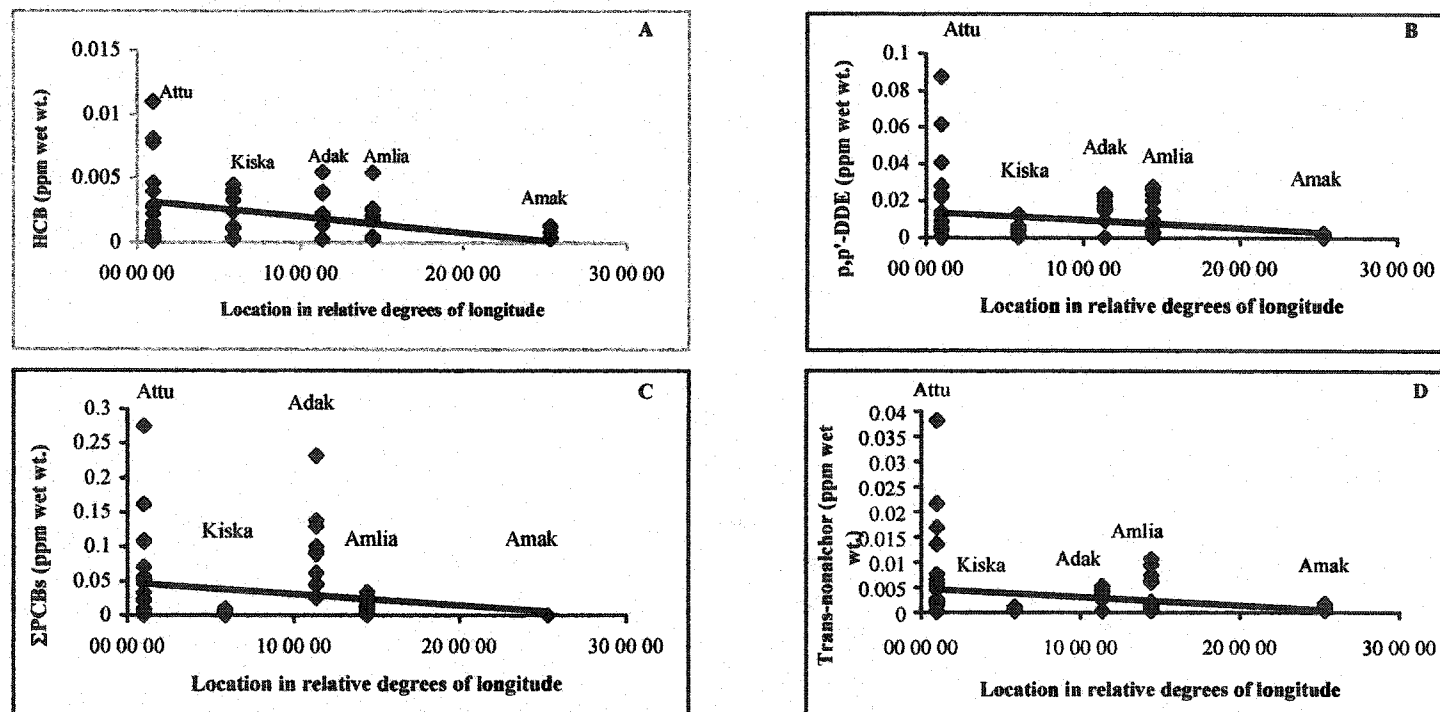 A
HCB (ppm wet wt.)
0.015
0.01
0.005
0
Attu
Kiska
Adak
Amlia
Amak
00 00 00 10 00 00 20 00 00 30 00 00
Location in relative degrees of longitude
B
Attu
p,p'-DDE (ppm wet wt.)
0.1
0.08
0.06
0.04
0.02
0
Kiska
Adak
Amlia
Amak
00 00 00 10 00 00 20 00 00 30 00 00
Location in relative degrees of longitude
C
Attu
ΣPCBs (ppm wet wt.)
0.3
0.25
0.2
0.15
0.1
0.05
0
Kiska
Adak
Amlia
Amak
00 00 00 10 00 00 20 00 00 30 00 00
Location in relative degrees of longitude
D
Attu
Trans-nonalchor (ppm wet
wt.)
0.04
0.035
0.03
0.025
0.02
0.015
0.01
0.005
0
Kiska
Adak
Amlia
Amak
00 00 00 10 00 00 20 00 00 30 00 00
Location in relative degrees of longitude